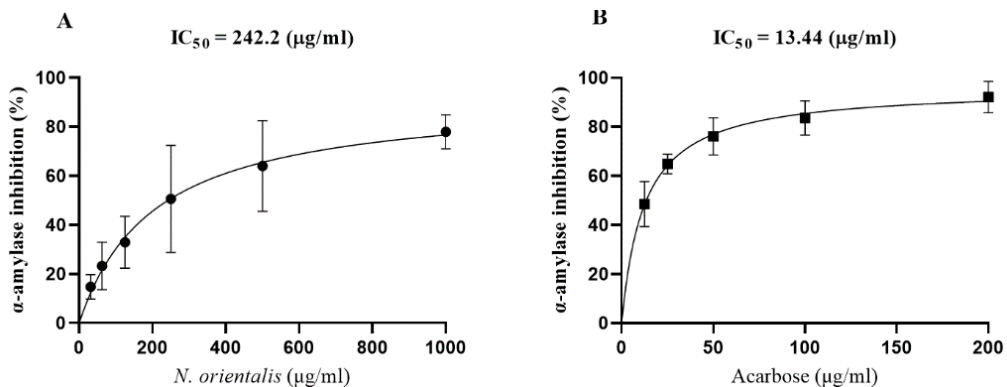 A
IC50 = 242.2 (μg/ml)
α-amylase inhibition (%)
100
80
60
40
20
0
0 200 400 600 800 1000
N. orientalis (μg/ml)
B
IC50 = 13.44 (μg/ml)
α-amylase inhibition (%)
100
80
60
40
20
0
0 50 100 150 200
Acarbose (μg/ml)